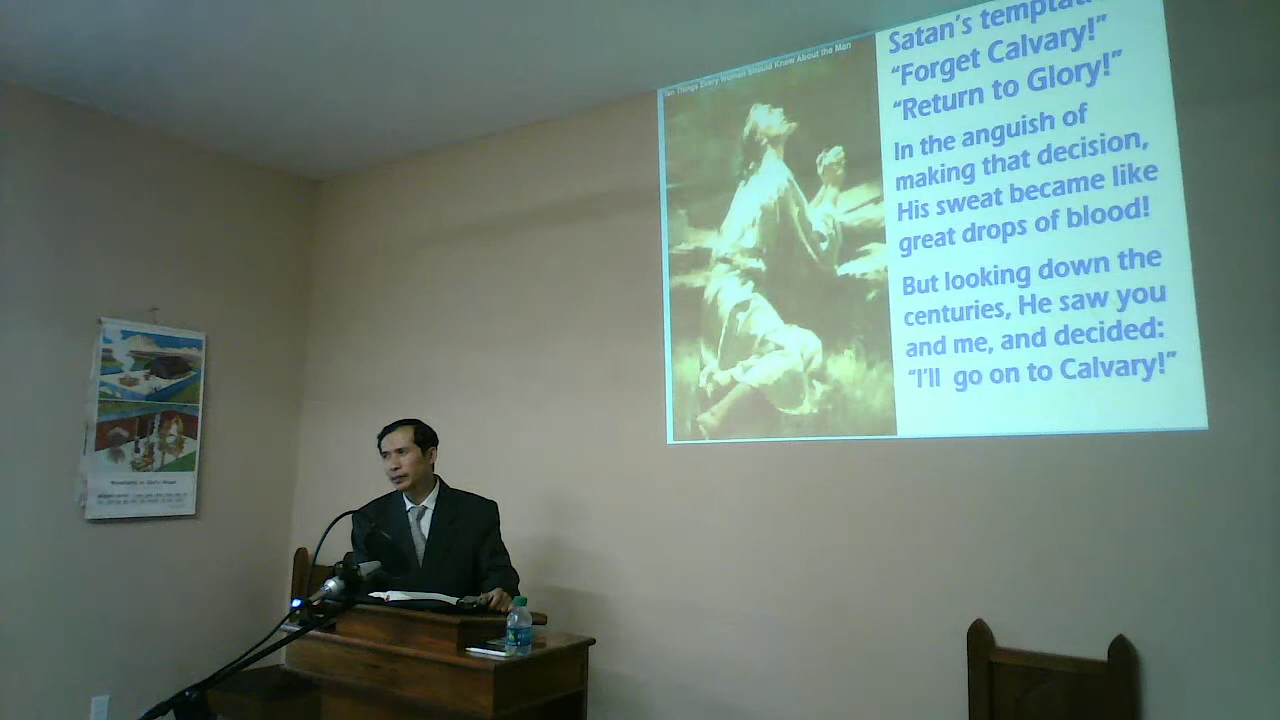 Ten Things Every Woman Should Know About the Man
Satan's temptat
“Forget Calvary!”
“Return to Glory!”
In the anguish of
making that decision,
His sweat became like
great drops of blood!
But looking down the
centuries, He saw you
and me, and decided:
“I'll go on to Calvary!”